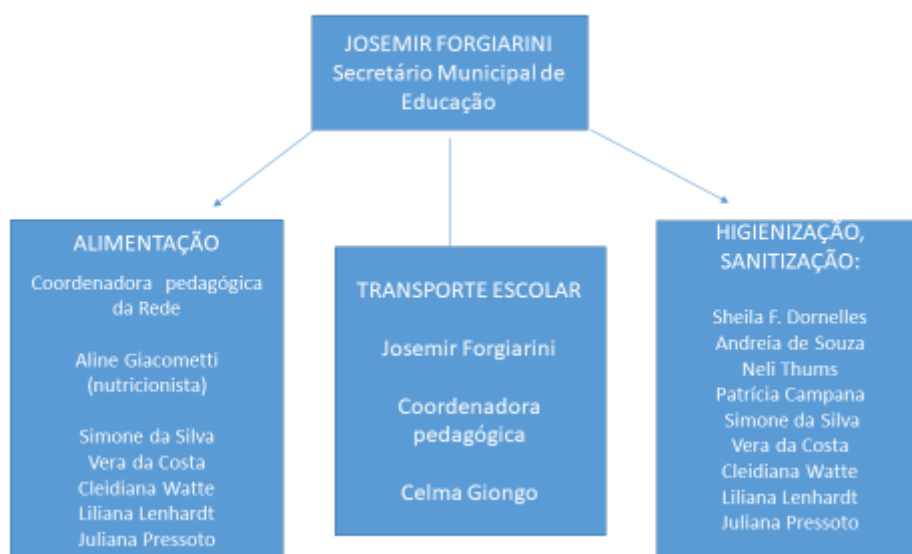 JOSEMIR FORGIARINI
Secretário Municipal de
Educação
ALIMENTAÇÃO
Coordenadora pedagógica
da Rede
Aline Giacometti
(nutricionista)
Simone da Silva
Vera da Costa
Cleidiana Watte
Liliana Lenhardt
Juliana Pressoto
TRANSPORTE ESCOLAR
Josemir Forgiarini
Coordenadora
pedagógica
Celma Giongo
HIGIENIZAÇÃO,
SANITIZAÇÃO:
Sheila F. Dornelles
Andreia de Souza
Neli Thums
Patrícia Campana
Simone da Silva
Vera da Costa
Cleidiana Watte
Liliana Lenhardt
Juliana Pressoto